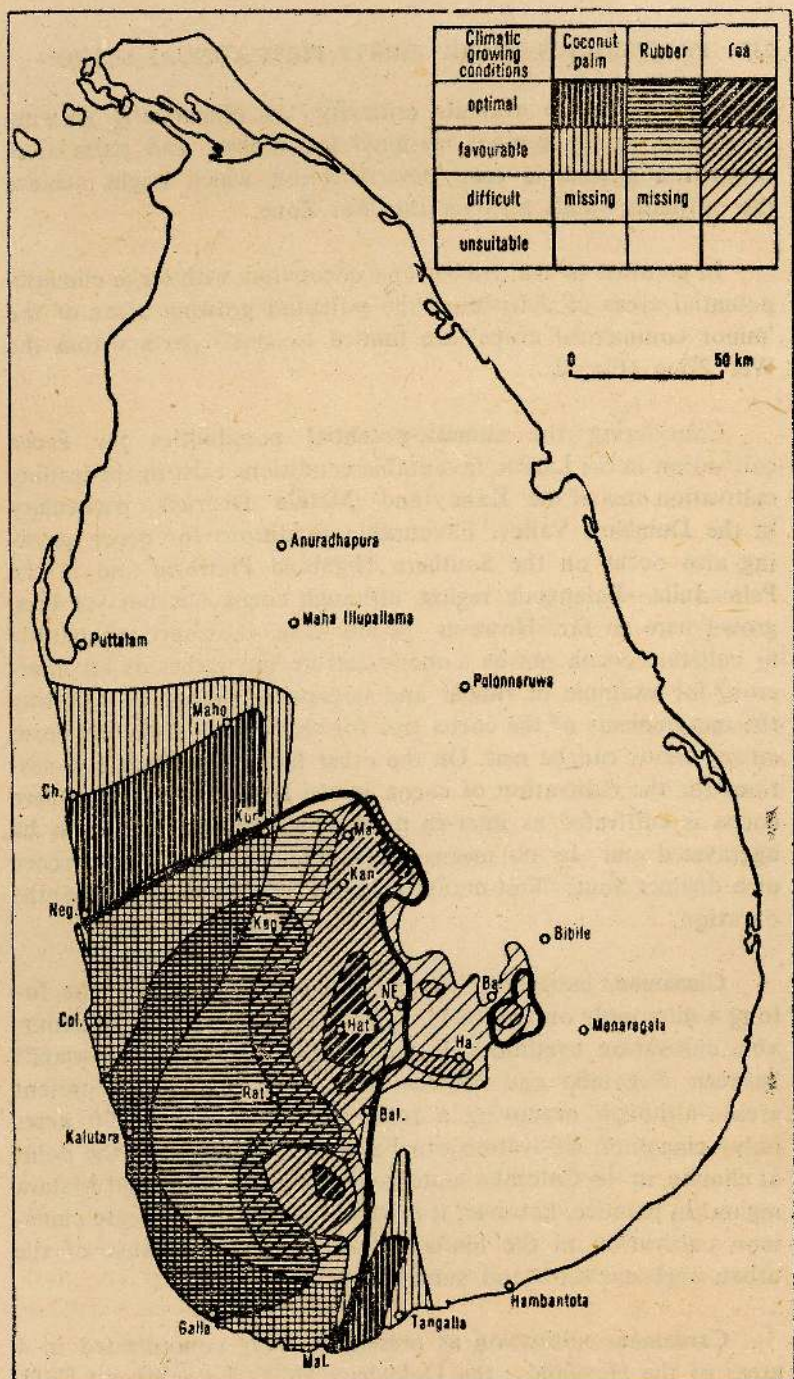 Climatic growing conditions
Coconut palm
Rubber
Tea
optimal
favourable
difficult
missing
missing
unsuitable
0
50 km
Anuradhapura
Maha Illupallama
Puttalam
Polonnaruwa
Maho
Ch.
Kur.
Ma.
Kan
Neg.
Keg
Bibile
NE
Ba.
Col.
Hat
Monaragala
Ha.
Rat
Bal.
Kalutara
Hambantota
Galle
Tangalla
Mat.